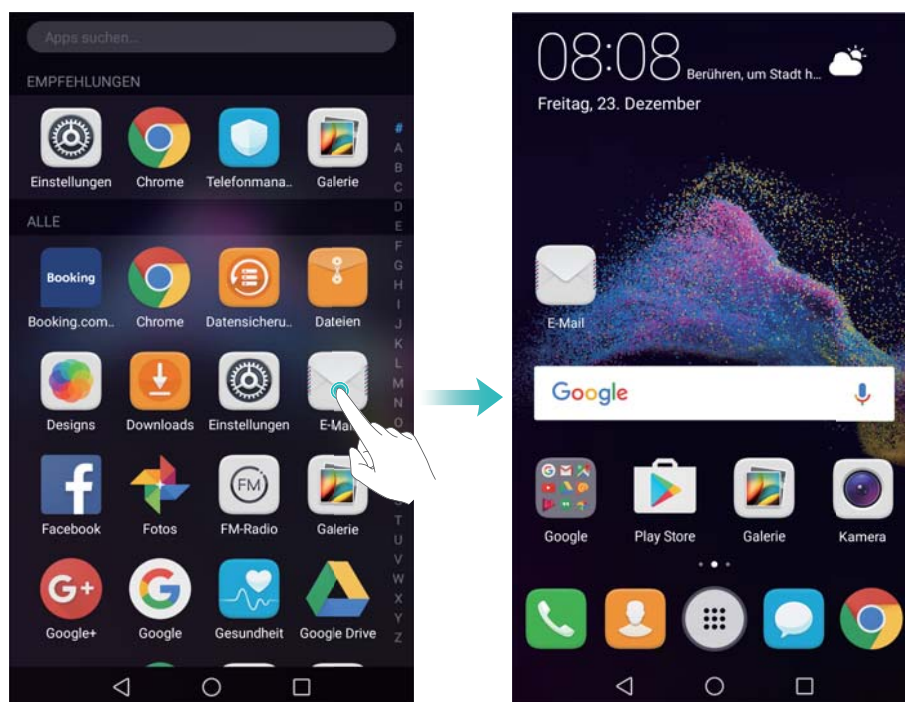 Apps suchen...
EMPFEHLUNGEN
Einstellungen Chrome Telefonmana.. Galerie
#
A
B
C
D
ALLE
E
F
G
H
I
Booking
Booking.com.. Chrome Datensicheru.. Dateien
J
K
L
M
N
O
Designs Downloads Einstellungen E-Mail
FM
Facebook Fotos FM-Radio Galerie
T
U
V
W
X
Y
Z
G+
G
Google+ Google Gesundheit Google Drive
08:08 Berühren, um Stadt h...
Freitag, 23. Dezember
E-Mail
Google
Google Play Store Galerie Kamera